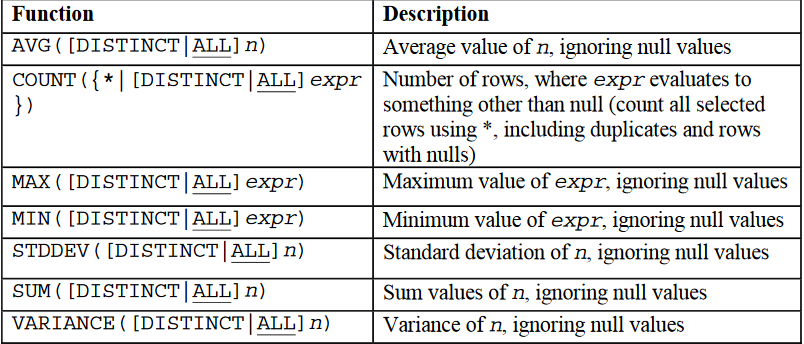 Function Description
AVG([DISTINCT|ALL]n) Average value of n, ignoring null values
COUNT({*|[DISTINCT|ALL]expr Number of rows, where expr evaluates to
}) something other than null (count all selected
rows using *, including duplicates and rows
with nulls)
MAX([DISTINCT|ALL]expr) Maximum value of expr, ignoring null values
MIN([DISTINCT|ALL]expr) Minimum value of expr, ignoring null values
STDDEV([DISTINCT|ALL]n) Standard deviation of n, ignoring null values
SUM([DISTINCT|ALL]n) Sum values of n, ignoring null values
VARIANCE([DISTINCT|ALL]n) Variance of n, ignoring null values